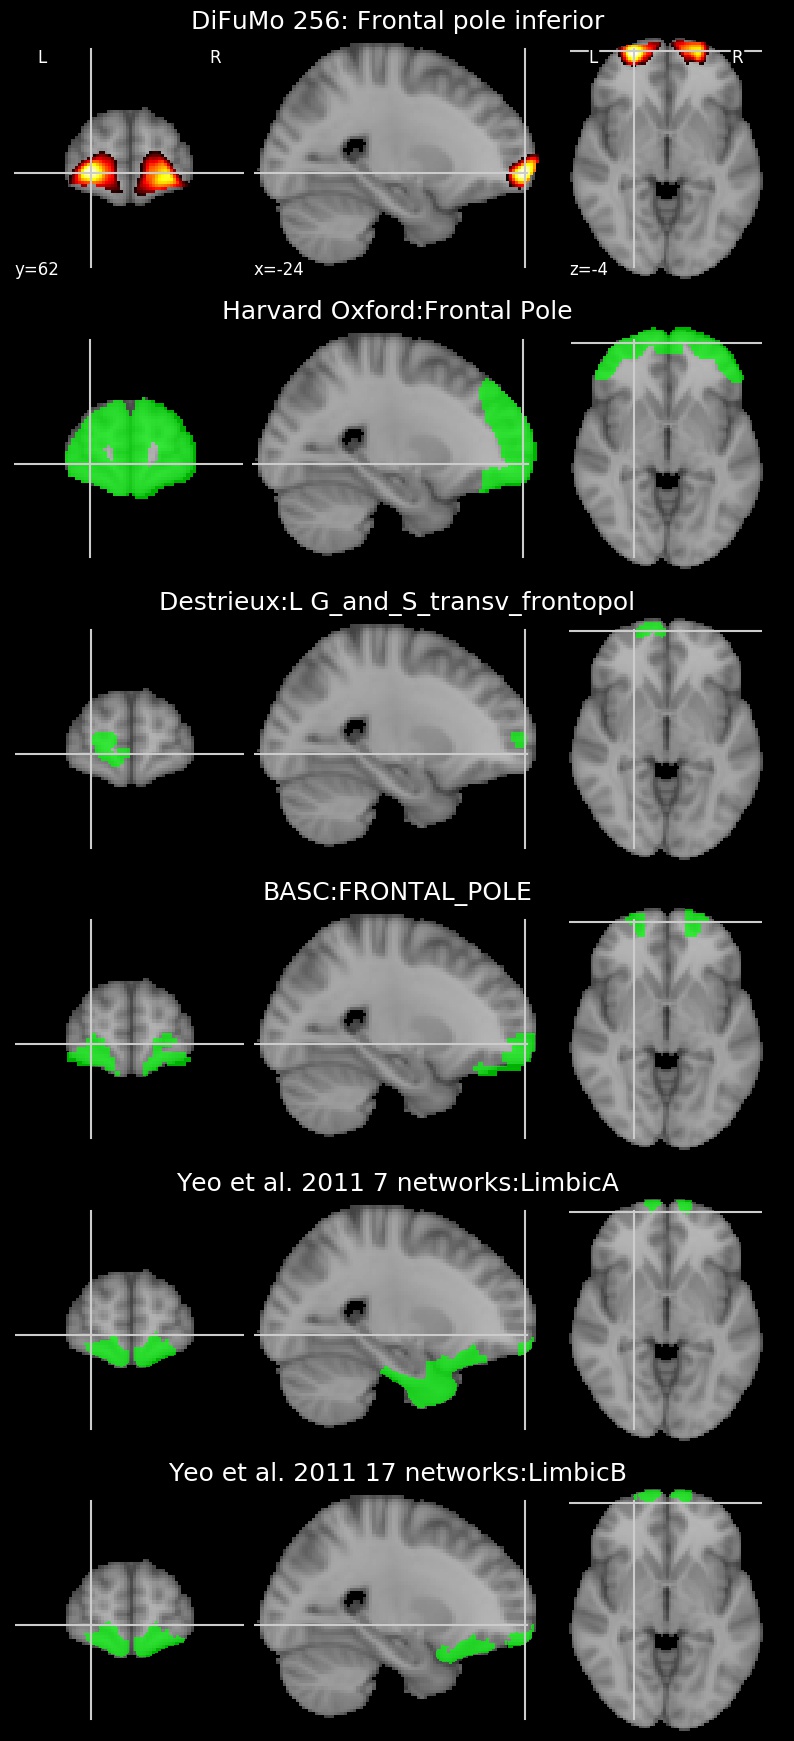 DiFuMo 256: Frontal pole inferior
L R L R
y=62 x=-24 z=-4
Harvard Oxford:Frontal Pole
Destrieux:L G_and_S_transv_frontopol
BASC:FRONTAL_POLE
Yeo et al. 2011 7 networks:LimbicA
Yeo et al. 2011 17 networks:LimbicB